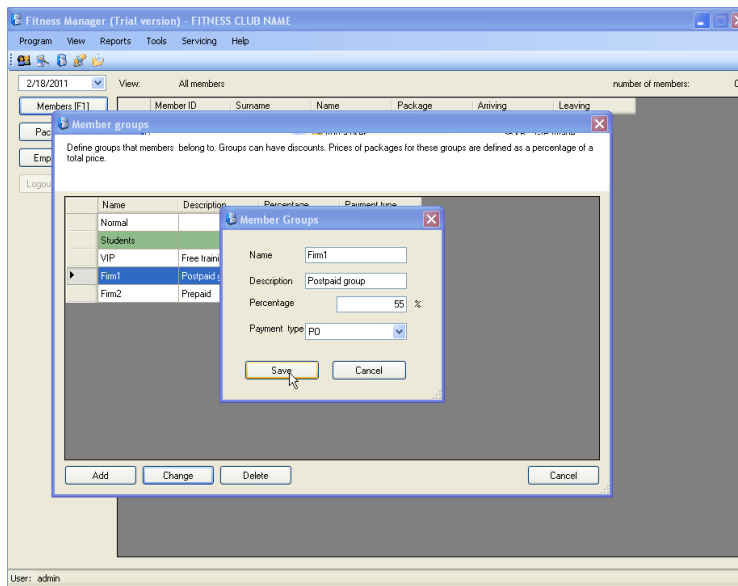 Fitness Manager (Trial version) - FITNESS CLUB NAME
Program View Reports Tools Servicing Help
2/18/2011 View: All members number of members:
Members [F1] Member ID Surname Name Package Arriving Leaving
Member groups
Pac
Define groups that members belong to. Groups can have discounts. Prices of packages for these groups are defined as a percentage of a
total price.
Emp
Logou
Name Description Percentage Payment type
Normal
Students
VIP Free traini
Firm1 Postpaid g
Firm2 Prepaid
Member Groups
Name Firm1
Description Postpaid group
Percentage 55 %
Payment type PO
Save Cancel
Add Change Delete Cancel
User: admin